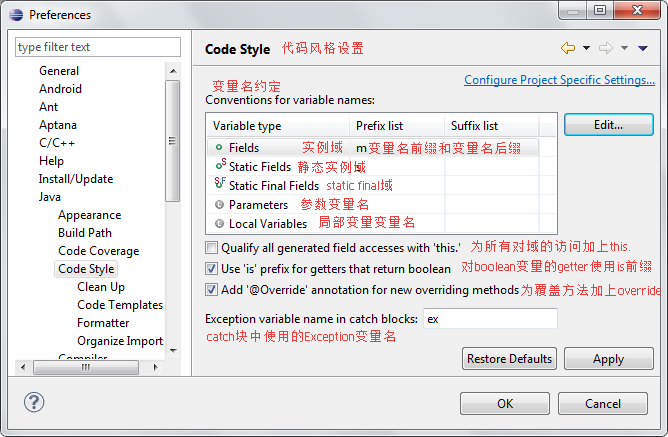 Preferences
type filter text
General
Android
Ant
Aptana
C/C++
Help
Install/Update
Java
Appearance
Build Path
Code Coverage
Code Style
Clean Up
Code Templates
Formatter
Organize Import
Compiler
Code Style 代码风格设置
Configure Project Specific Settings...
变量名约定
Conventions for variable names:
Variable type Prefix list Suffix list
Fields 实例域 m 变量名前缀和变量名后缀
Static Fields 静态实例域
Static Final Fields static final域
Parameters 参数变量名
Local Variables 局部变量变量名
Edit...
Qualify all generated field accesses with 'this.' 为所有对域的访问加上this.
Use 'is' prefix for getters that return boolean 对boolean变量的getter使用is前缀
Add '@Override' annotation for new overriding methods 为覆盖方法加上override
Exception variable name in catch blocks: ex
catch块中使用的Exception变量名
Restore Defaults Apply
OK Cancel